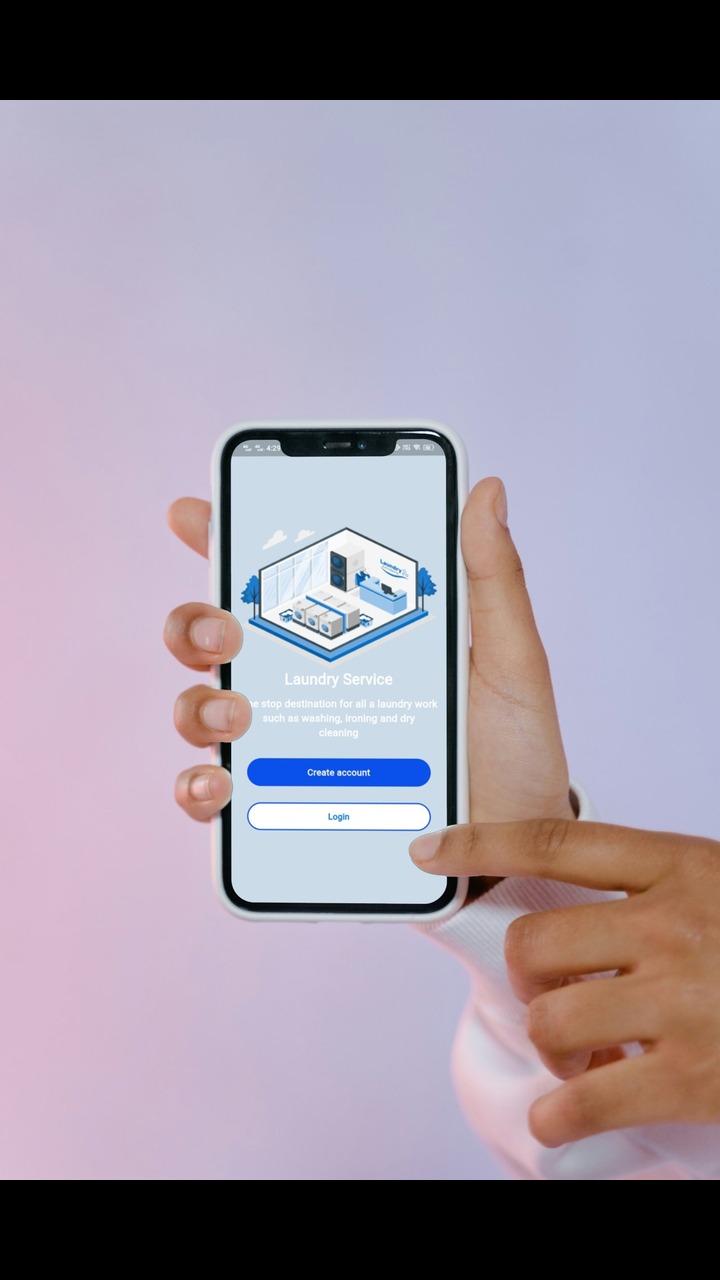 4:29
Laundry
Laundry Service
e stop destination for all a laundry work
such as washing, ironing and dry
cleaning
Create account
Login